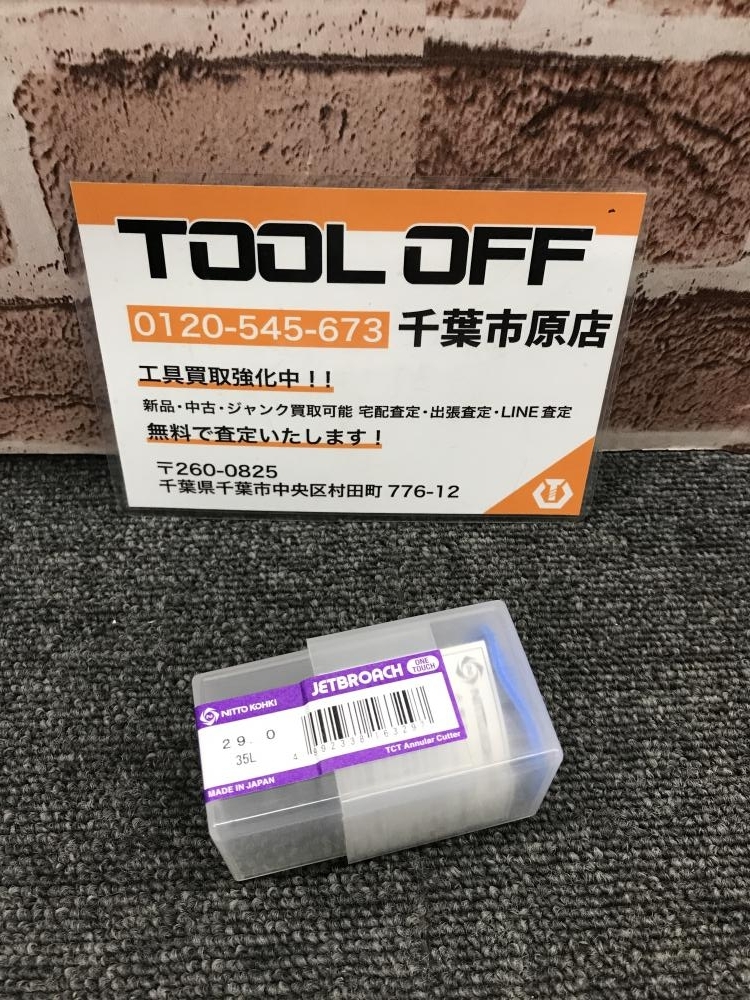 TOOL OFF
0120-545-673 千葉市原店
工具買取強化中!!
新品・中古・ジャンク買取可能 宅配査定・出張査定・LINE査定
無料で査定いたします!
〒260-0825
千葉県千葉市中央区村田町 776-12
NITTO KOHKI
JETBROACH
ONE TOUCH
29.0
35L
MADE IN JAPAN
TCT Annular Cutter